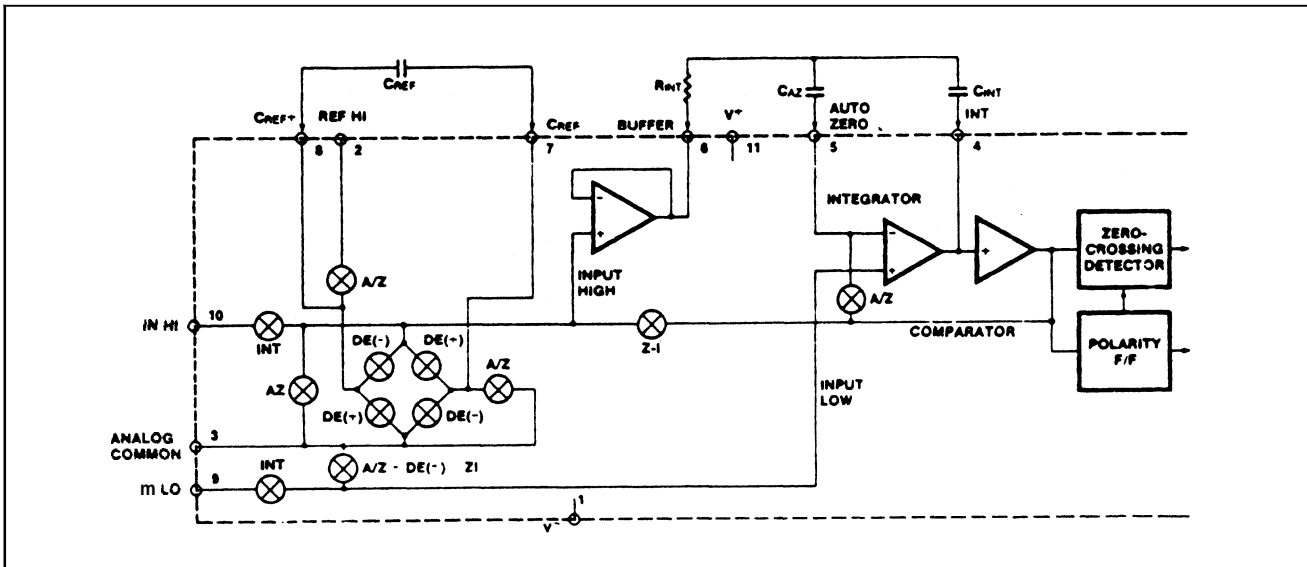 CREF
RINT
CAZ
CINT
CREF+
REF HI
CREF
BUFFER
V+
AUTO
ZERO
INT
8
2
7
6
11
5
4
INTEGRATOR
-
+
-
+
+
ZERO-
CROSSING
DETECTOR
A/Z
INPUT
HIGH
A/Z
10
IN HI
INT
Z-I
COMPARATOR
DE(-)
DE(+)
A/Z
POLARITY
F/F
AZ
DE(+)
DE(-)
INPUT
LOW
ANALOG
COMMON
3
INT
A/Z - DE(-) ZI
m LO
9
1
V-